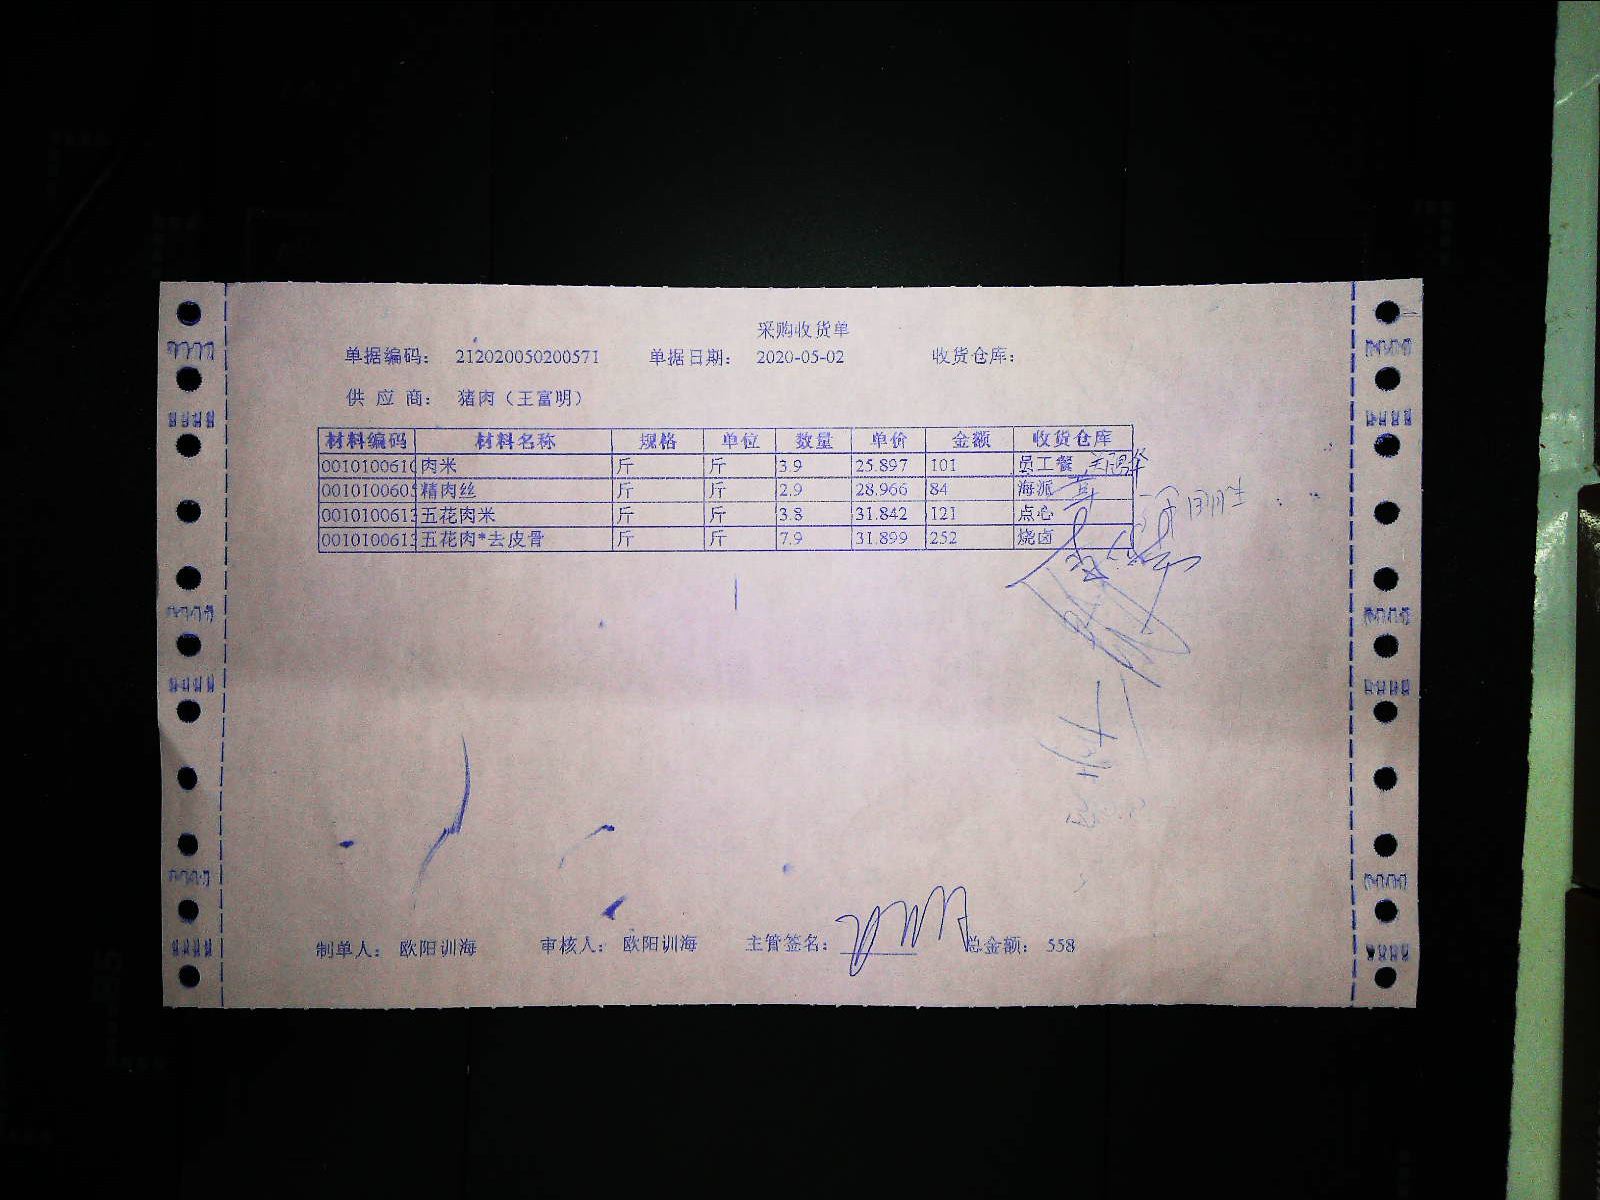 采购收货单
单据编码： 212020050200571 单据日期： 2020-05-02 收货仓库：
供 应 商： 猪肉（王富明）
材料编码 材料名称 规格 单位 数量 单价 金额 收货仓库
001010061 肉米 斤 斤 3.9 25.897 101 员工餐
001010060 精肉丝 斤 斤 2.9 28.966 84 海派
001010061 五花肉米 斤 斤 3.8 31.842 121 点心
001010061 五花肉*去皮骨 斤 斤 7.9 31.899 252 烧卤
制单人： 欧阳训海 审核人： 欧阳训海 主管签名： 总金额： 558